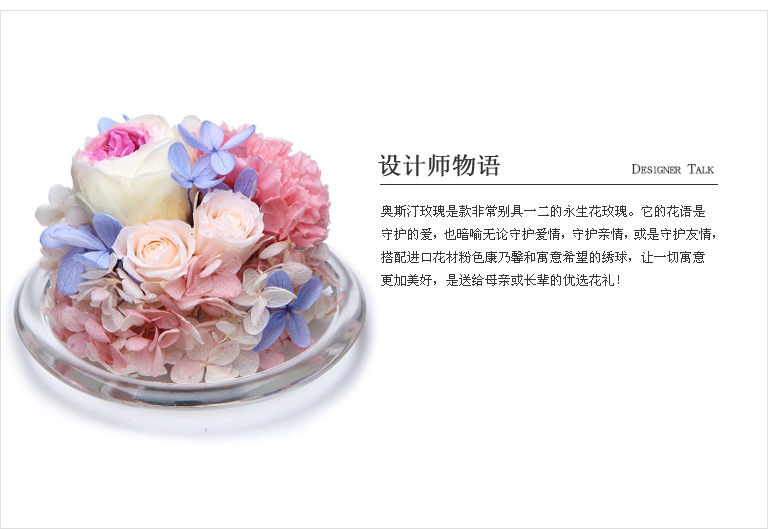 设计师物语
DESIGNER TALK
奥斯汀玫瑰是款非常别具一二的永生花玫瑰。它的花语是
守护的爱，也暗喻无论守护爱情，守护亲情，或是守护友情，
搭配进口花材粉色康乃馨和寓意希望的绣球，让一切寓意
更加美好，是送给母亲或长辈的优选花礼！